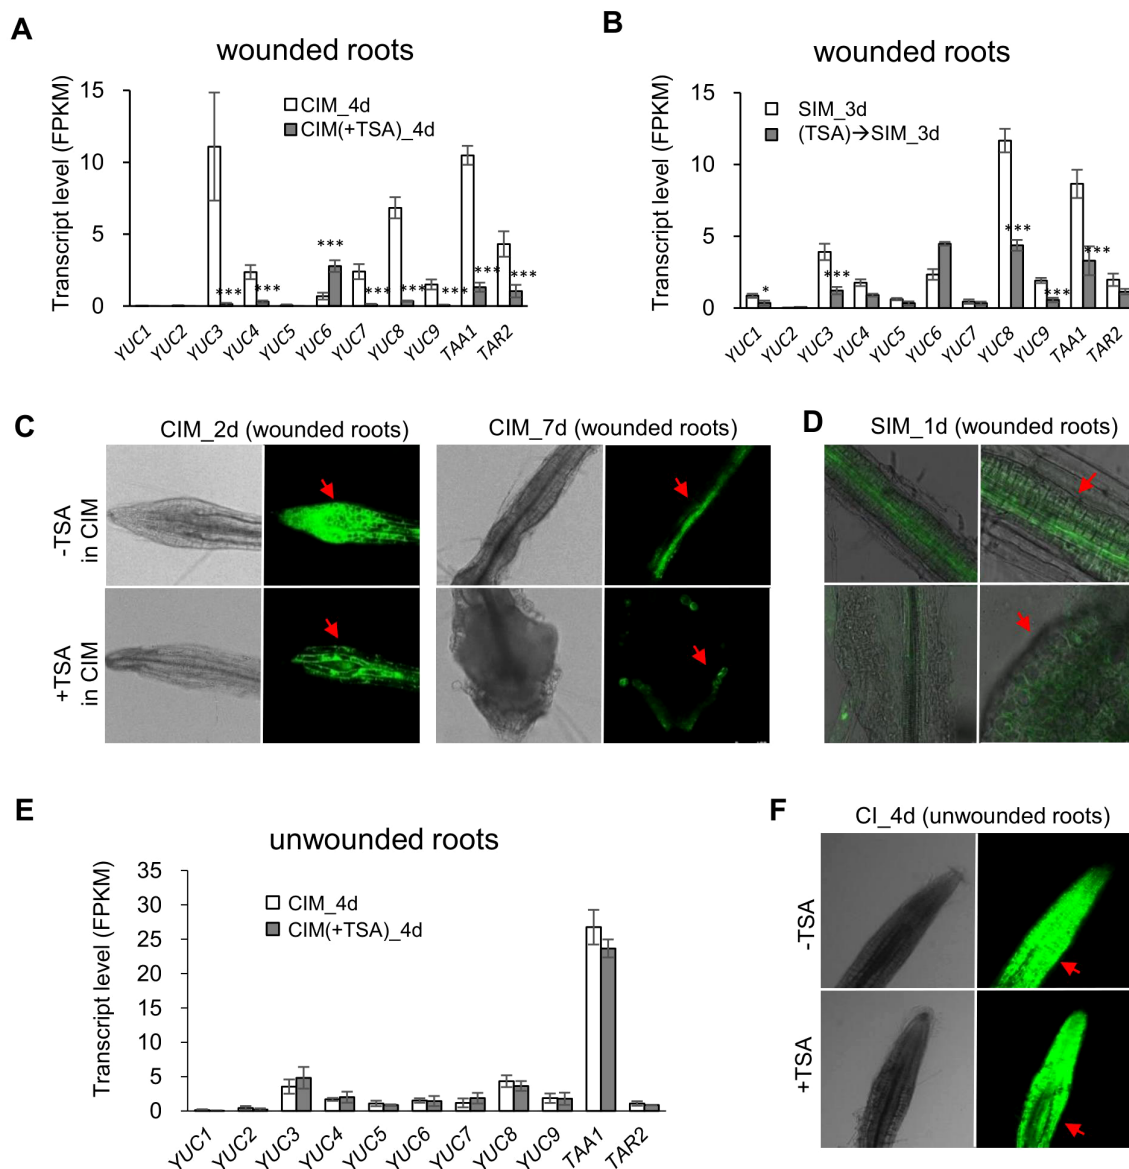 A
wounded roots
Transcript level (FPKM)
15
10
5
0
CIM_4d
CIM(+TSA)_4d
***
***
***
***
***
***
***
***
YUC1
YUC2
YUC3
YUC4
YUC5
YUC6
YUC7
YUC8
YUC9
TAA1
TAR2
B
wounded roots
Transcript level (FPKM)
15
10
5
0
SIM_3d
(TSA)→SIM_3d
*
***
***
***
***
YUC1
YUC2
YUC3
YUC4
YUC5
YUC6
YUC7
YUC8
YUC9
TAA1
TAR2
C
CIM_2d (wounded roots)
CIM_7d (wounded roots)
-TSA
in CIM
+TSA
in CIM
D
SIM_1d (wounded roots)
E
unwounded roots
Transcript level (FPKM)
35
30
25
20
15
10
5
0
CIM_4d
CIM(+TSA)_4d
YUC1
YUC2
YUC3
YUC4
YUC5
YUC6
YUC7
YUC8
YUC9
TAA1
TAR2
F
CI_4d (unwounded roots)
-TSA
+TSA